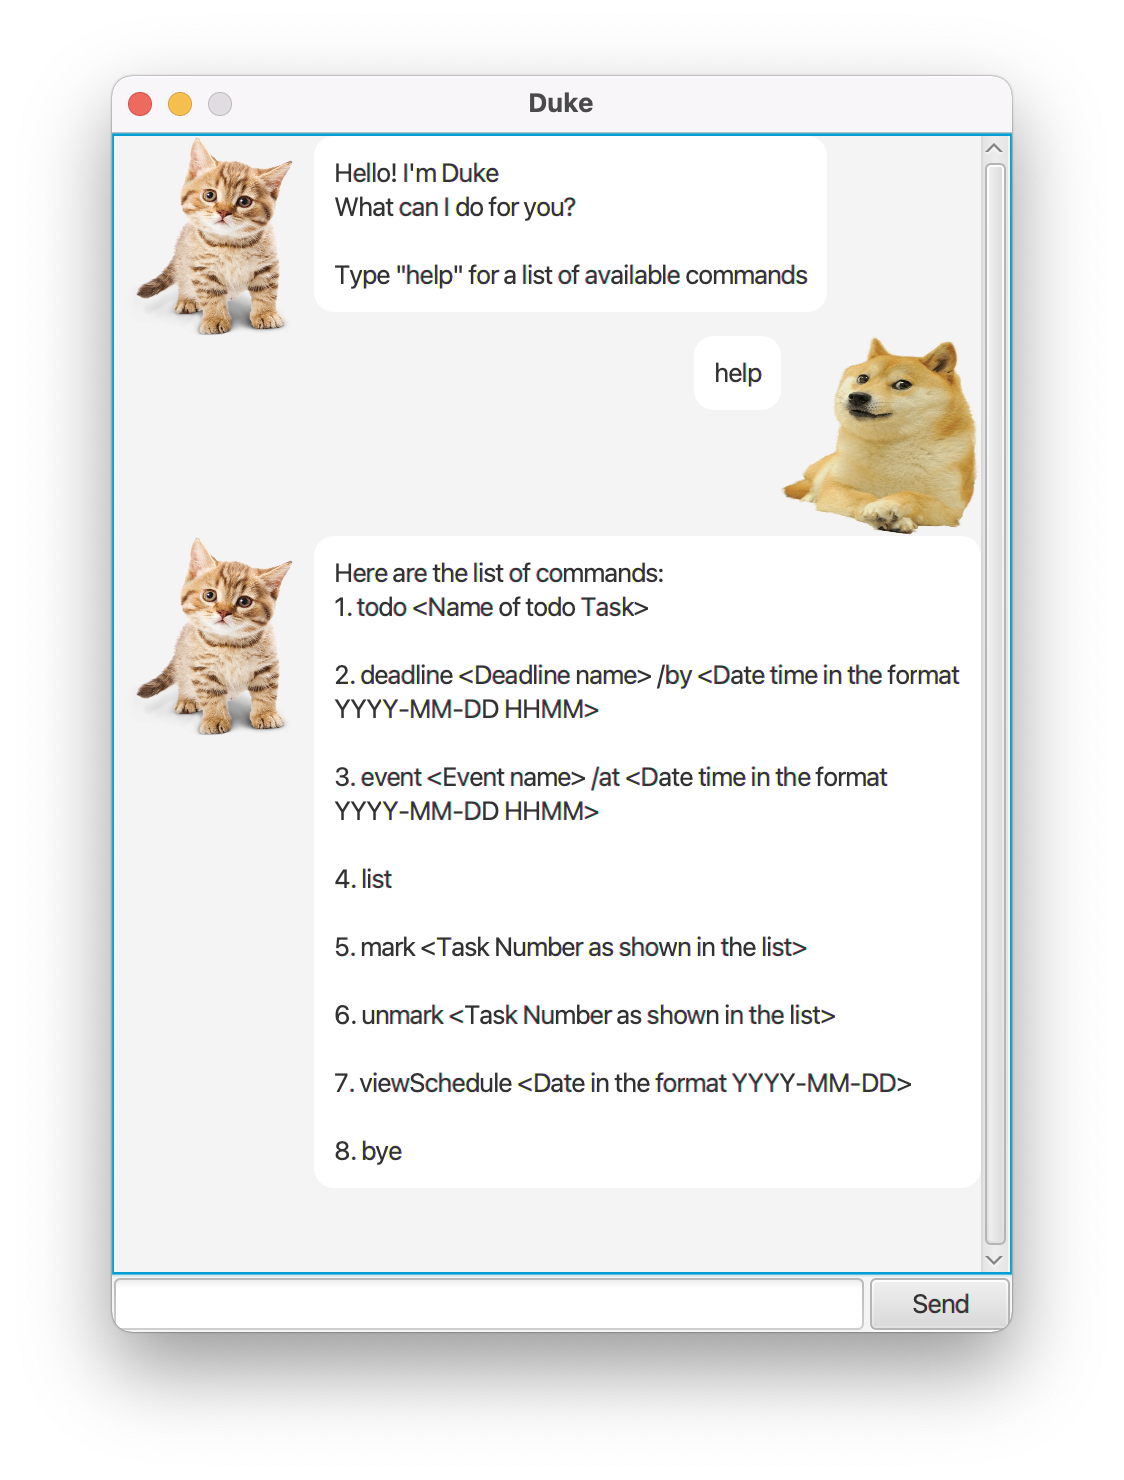 Duke
Hello! I'm Duke
What can I do for you?
Type "help" for a list of available commands
help
Here are the list of commands:
1. todo <Name of todo Task>
2. deadline <Deadline name> /by <Date time in the format
YYYY-MM-DD HHMM>
3. event <Event name> /at <Date time in the format
YYYY-MM-DD HHMM>
4. list
5. mark <Task Number as shown in the list>
6. unmark <Task Number as shown in the list>
7. viewSchedule <Date in the format YYYY-MM-DD>
8. bye
Send